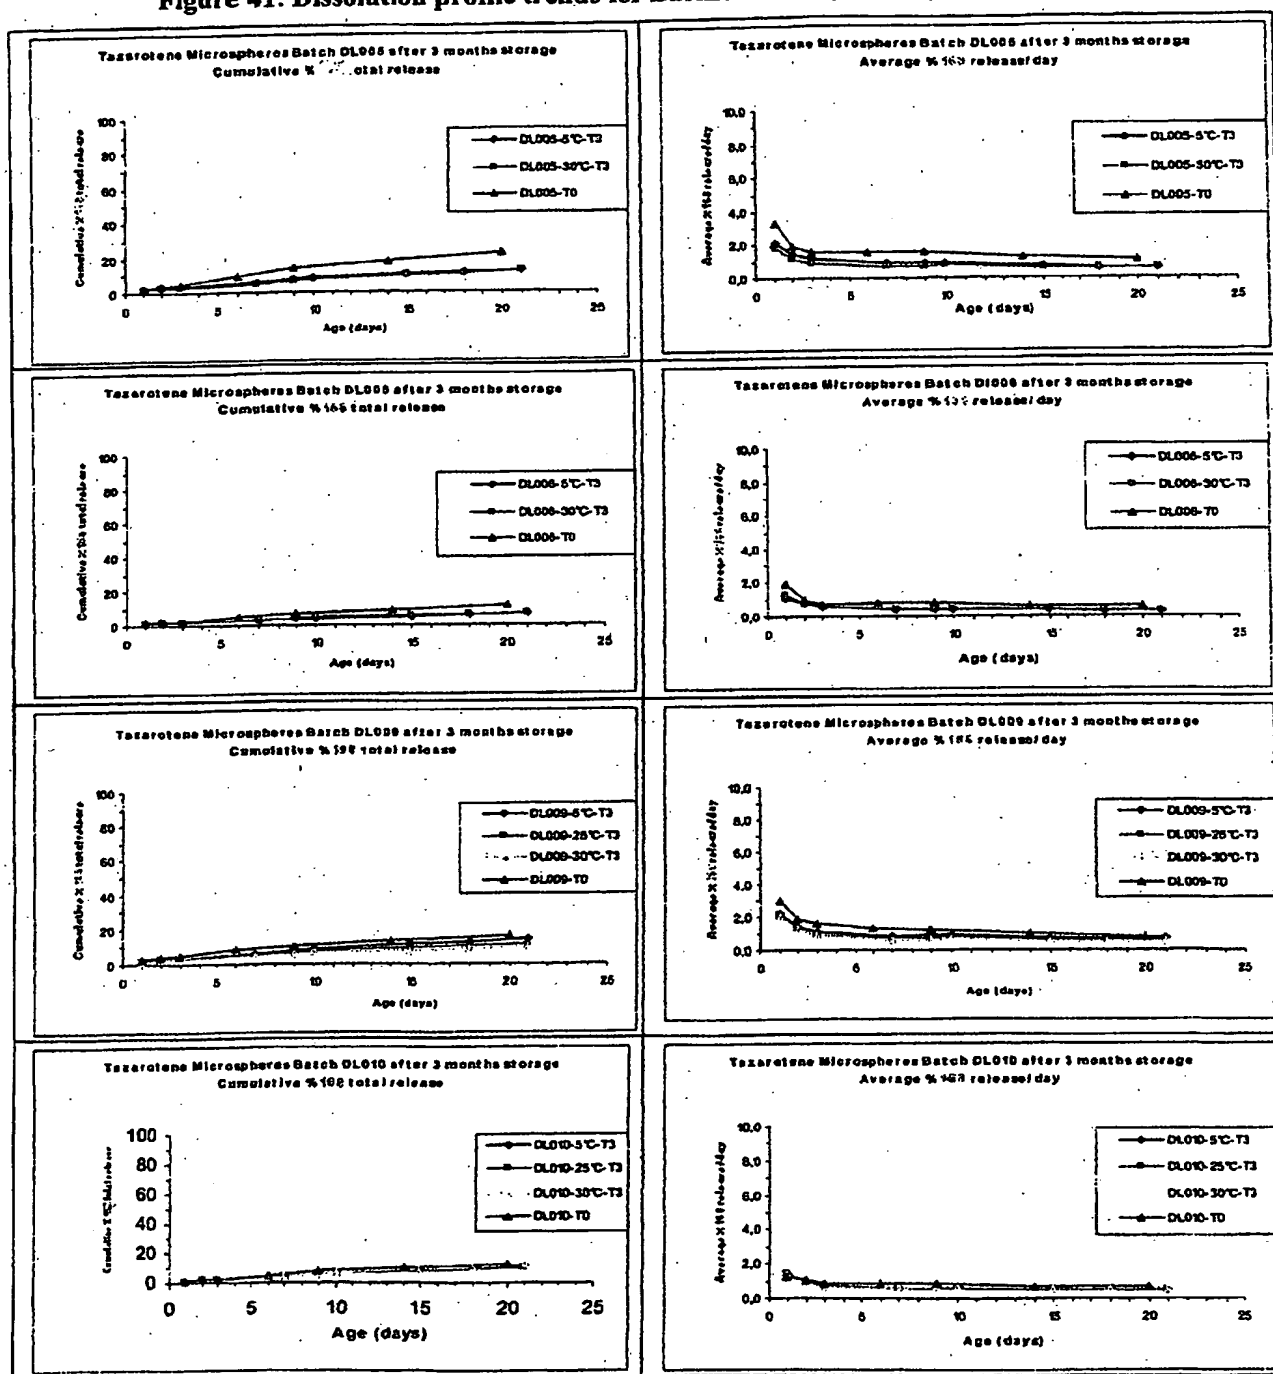 Figure 41. Dissolution profile trends for
Tazarotene Microspheres Batch DL005 after 3 months storage
Cumulative % total release
100
80
60
40
20
0
0 5 10 15 20 25
Age (days)
DL005-5°C-T3
DL005-30°C-T3
DL005-T0
Tazarotene Microspheres Batch DL005 after 3 months storage
Average % release/day
10,0
8,0
6,0
4,0
2,0
0,0
0 5 10 15 20 25
Age (days)
DL005-5°C-T3
DL005-30°C-T3
DL005-T0
Tazarotene Microspheres Batch DL006 after 3 months storage
Cumulative % total release
100
80
60
40
20
0
0 5 10 15 20 25
Age (days)
DL006-5°C-T3
DL006-30°C-T3
DL006-T0
Tazarotene Microspheres Batch Dl006 after 3 months storage
Average % release/day
10,0
8,0
6,0
4,0
2,0
0,0
0 5 10 15 20 25
Age (days)
DL006-5°C-T3
DL006-30°C-T3
DL006-T0
Tazarotene Microspheres Batch DL009 after 3 months storage
Cumulative % total release
100
80
60
40
20
0
0 5 10 15 20 25
Age (days)
DL009-5°C-T3
DL009-25°C-T3
DL009-30°C-T3
DL009-T0
Tazarotene Microspheres Batch DL009 after 3 months storage
Average % release/day
10,0
8,0
6,0
4,0
2,0
0,0
0 5 10 15 20 25
Age (days)
DL009-5°C-T3
DL009-25°C-T3
DL009-30°C-T3
DL009-T0
Tazarotene Microspheres Batch DL010 after 3 months storage
Cumulative % total release
100
80
60
40
20
0
0 5 10 15 20 25
Age (days)
DL010-5°C-T3
DL010-25°C-T3
DL010-30°C-T3
DL010-T0
Tazarotene Microspheres Batch DL010 after 3 months storage
Average % release/day
10,0
8,0
6,0
4,0
2,0
0,0
0 5 10 15 20 25
Age (days)
DL010-5°C-T3
DL010-25°C-T3
DL010-30°C-T3
DL010-T0